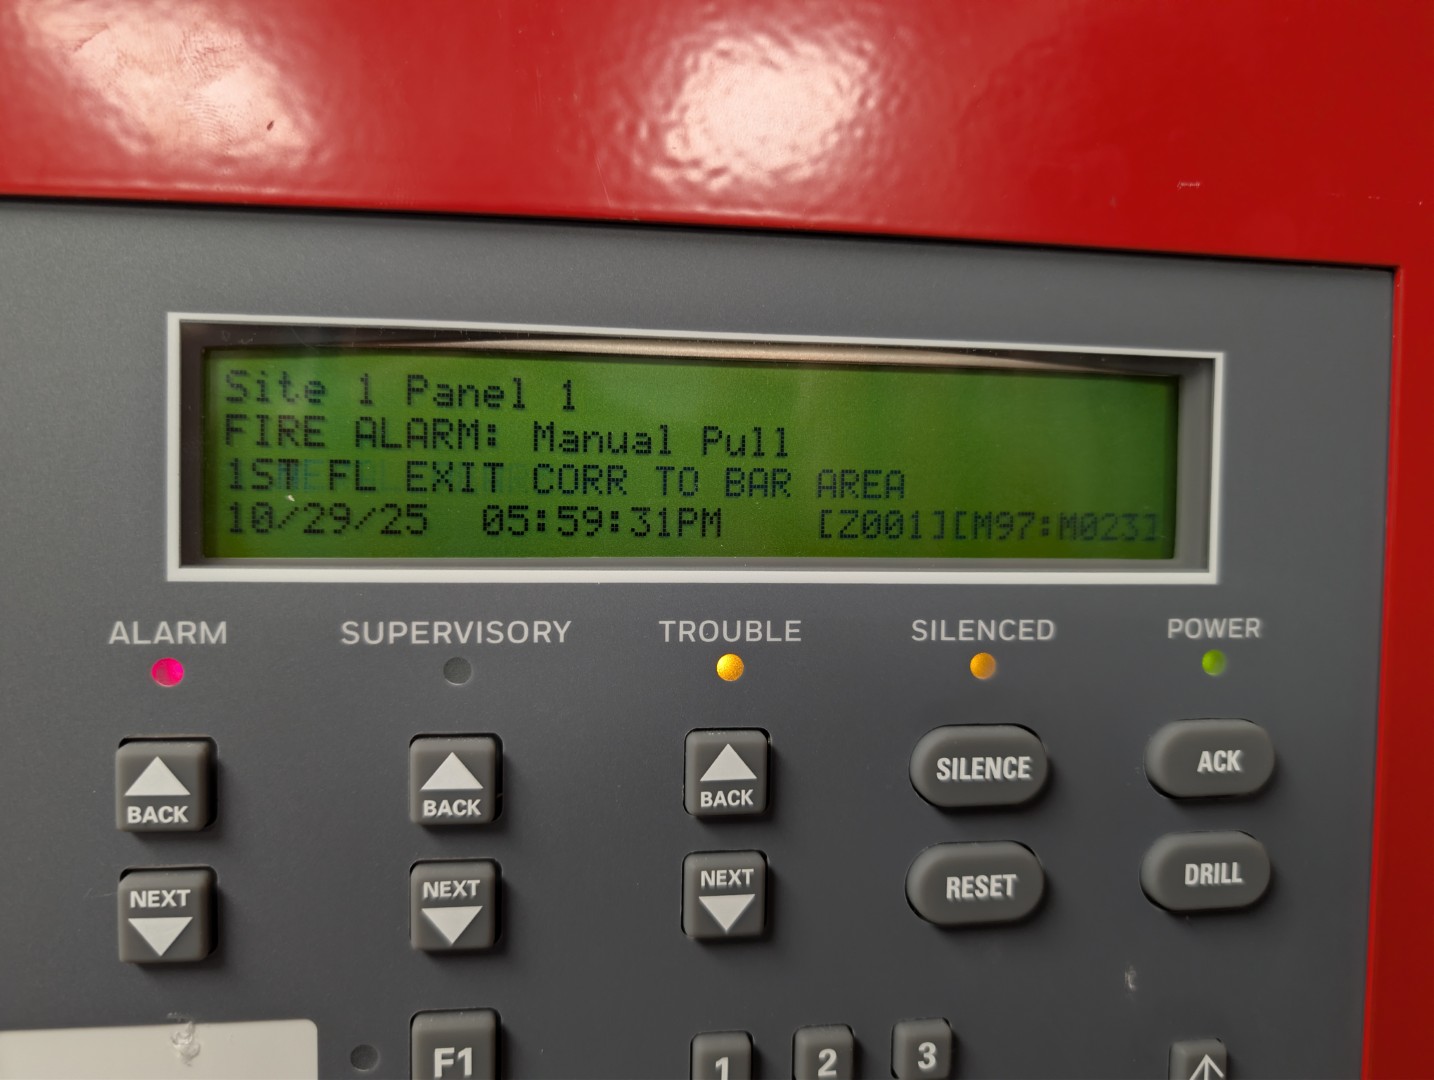 Site 1 Panel 1
FIRE ALARM: Manual Pull
1ST FL EXIT CORR TO BAR AREA
10/29/25 05:59:31PM [Z001][M97:M023]
ALARM SUPERVISORY TROUBLE SILENCED POWER
BACK BACK BACK SILENCE ACK
NEXT NEXT NEXT RESET DRILL
F1 1 2 3